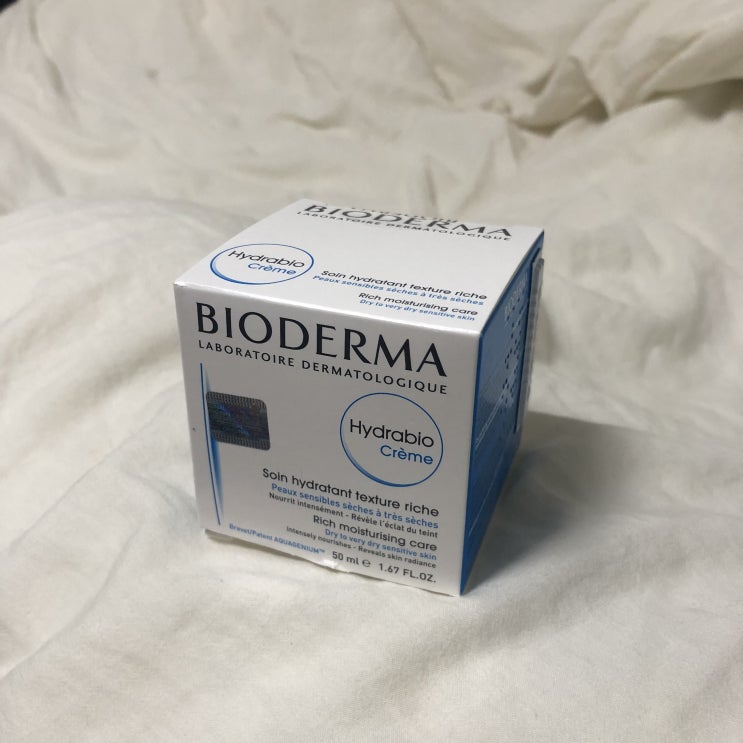 BIODERMA
LABORATOIRE DERMATOLOGIQUE
Hydrabio
Crème
Soin hydratant texture riche
Peaux sensibles sèches à très sèches
Rich moisturising care
Dry to very dry sensitive skin
BIODERMA
LABORATOIRE DERMATOLOGIQUE
Hydrabio
Crème
Soin hydratant texture riche
Peaux sensibles sèches à très sèches
Nourrit intensément - Révèle l'éclat du teint
Rich moisturising care
Dry to very dry sensitive skin
Intensely nourishes - Reveals skin radiance
Brevet/Patent AQUAGENIUM™ 50 ml e 1.67 FL.OZ.